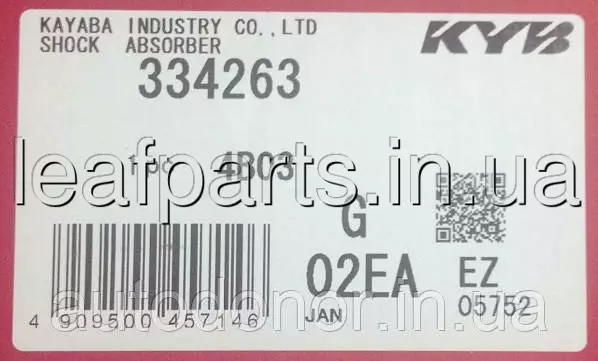 KAYABA INDUSTRY CO.,LTD
SHOCK ABSORBER
KYB
334263
4B03
leafparts.in.ua
G
02EA
EZ
05752
JAN
4 909500 457146
autodonor.in.ua